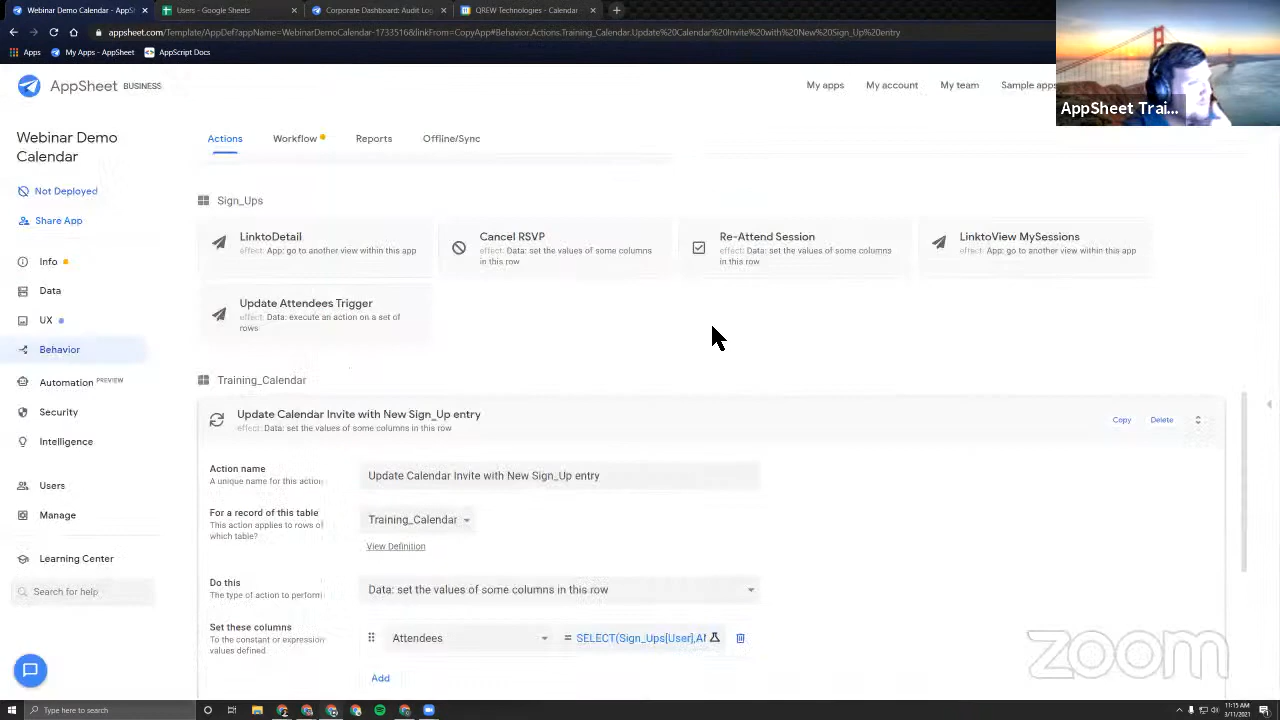 Webinar Demo Calendar - AppSh
Users - Google Sheets
Corporate Dashboard: Audit Log
QREW Technologies - Calendar
appsheet.com/Template/AppDef?appName=WebinarDemoCalendar-1733516&linkFrom=CopyApp#Behavior.Actions.Training_Calendar.Update%20Calendar%20Invite%20with%20New%20Sign_Up%20entry
Apps
My Apps - AppSheet
AppScript Docs
AppSheet BUSINESS
My apps
My account
My team
Sample apps
AppSheet Trai...
Webinar Demo
Calendar
Not Deployed
Share App
Info
Data
UX
Behavior
Automation PREVIEW
Security
Intelligence
Users
Manage
Learning Center
Search for help
Actions
Workflow
Reports
Offline/Sync
Sign_Ups
LinktoDetail
effect: App: go to another view within this app
Cancel RSVP
effect: Data: set the values of some columns
in this row
Re-Attend Session
effect: Data: set the values of some columns
in this row
LinktoView MySessions
effect: App: go to another view within this app
Update Attendees Trigger
effect: Data: execute an action on a set of
rows
Training_Calendar
Update Calendar Invite with New Sign_Up entry
effect: Data: set the values of some columns in this row
Copy
Delete
Action name
A unique name for this action
Update Calendar Invite with New Sign_Up entry
For a record of this table
This action applies to rows of
which table?
Training_Calendar
View Definition
Do this
The type of action to perform
Data: set the values of some columns in this row
Set these columns
To the constant or expression
values defined.
Attendees
= SELECT(Sign_Ups[User],AN
Add
zoom
Type here to search
11:15 AM
3/11/2021